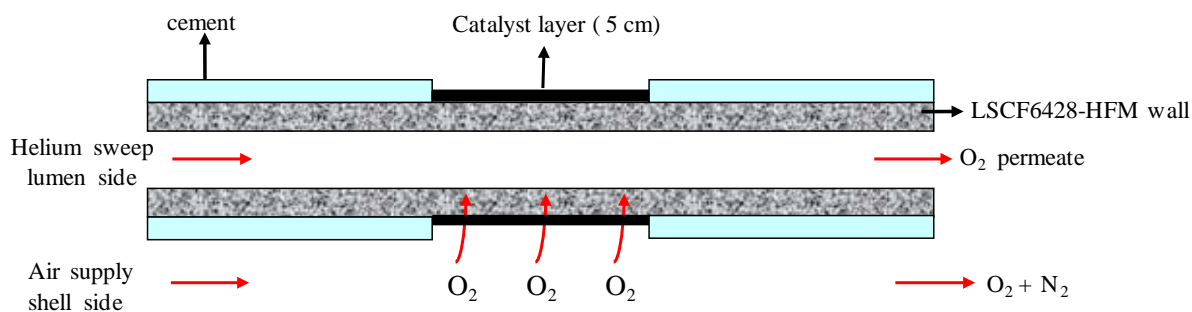 cement
Catalyst layer ( 5 cm)
LSCF6428-HFM wall
Helium sweep
lumen side
O₂ permeate
O₂ O₂ O₂
Air supply
shell side
O₂ + N₂